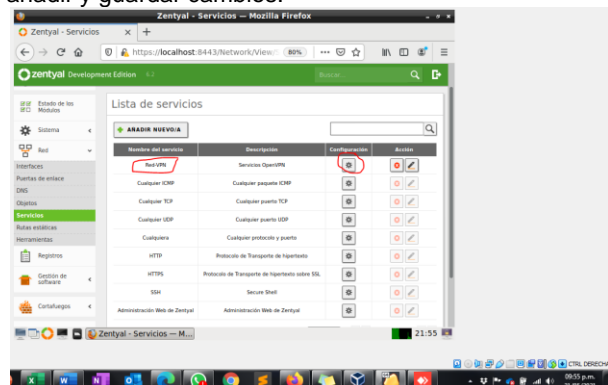 añadir y guardar cambios.
Zentyal - Servicios — Mozilla Firefox
Zentyal - Servicios
https://localhost:8443/Network/View/ 80%
zentyal Development Edition 6.2 Buscar...
Estado de los Módulos
Sistema
Red
Interfaces
Puertas de enlace
DNS
Objetos
Servicios
Rutas estáticas
Herramientas
Registros
Gestión de software
Cortafuegos
Lista de servicios
AÑADIR NUEVO/A
Nombre del servicio Descripción Configuración Acción
Red-VPN Servicios OpenVPN
Cualquier ICMP Cualquier paquete ICMP
Cualquier TCP Cualquier puerto TCP
Cualquier UDP Cualquier puerto UDP
Cualquiera Cualquier protocolo y puerto
HTTP Protocolo de Transporte de hipertexto
HTTPS Protocolo de Transporte de hipertexto sobre SSL
SSH Secure Shell
Administración Web de Zentyal Administración Web de Zentyal
Zentyal - Servicios — M... 21:55
CTRL DERECHA
09:55 p.m.